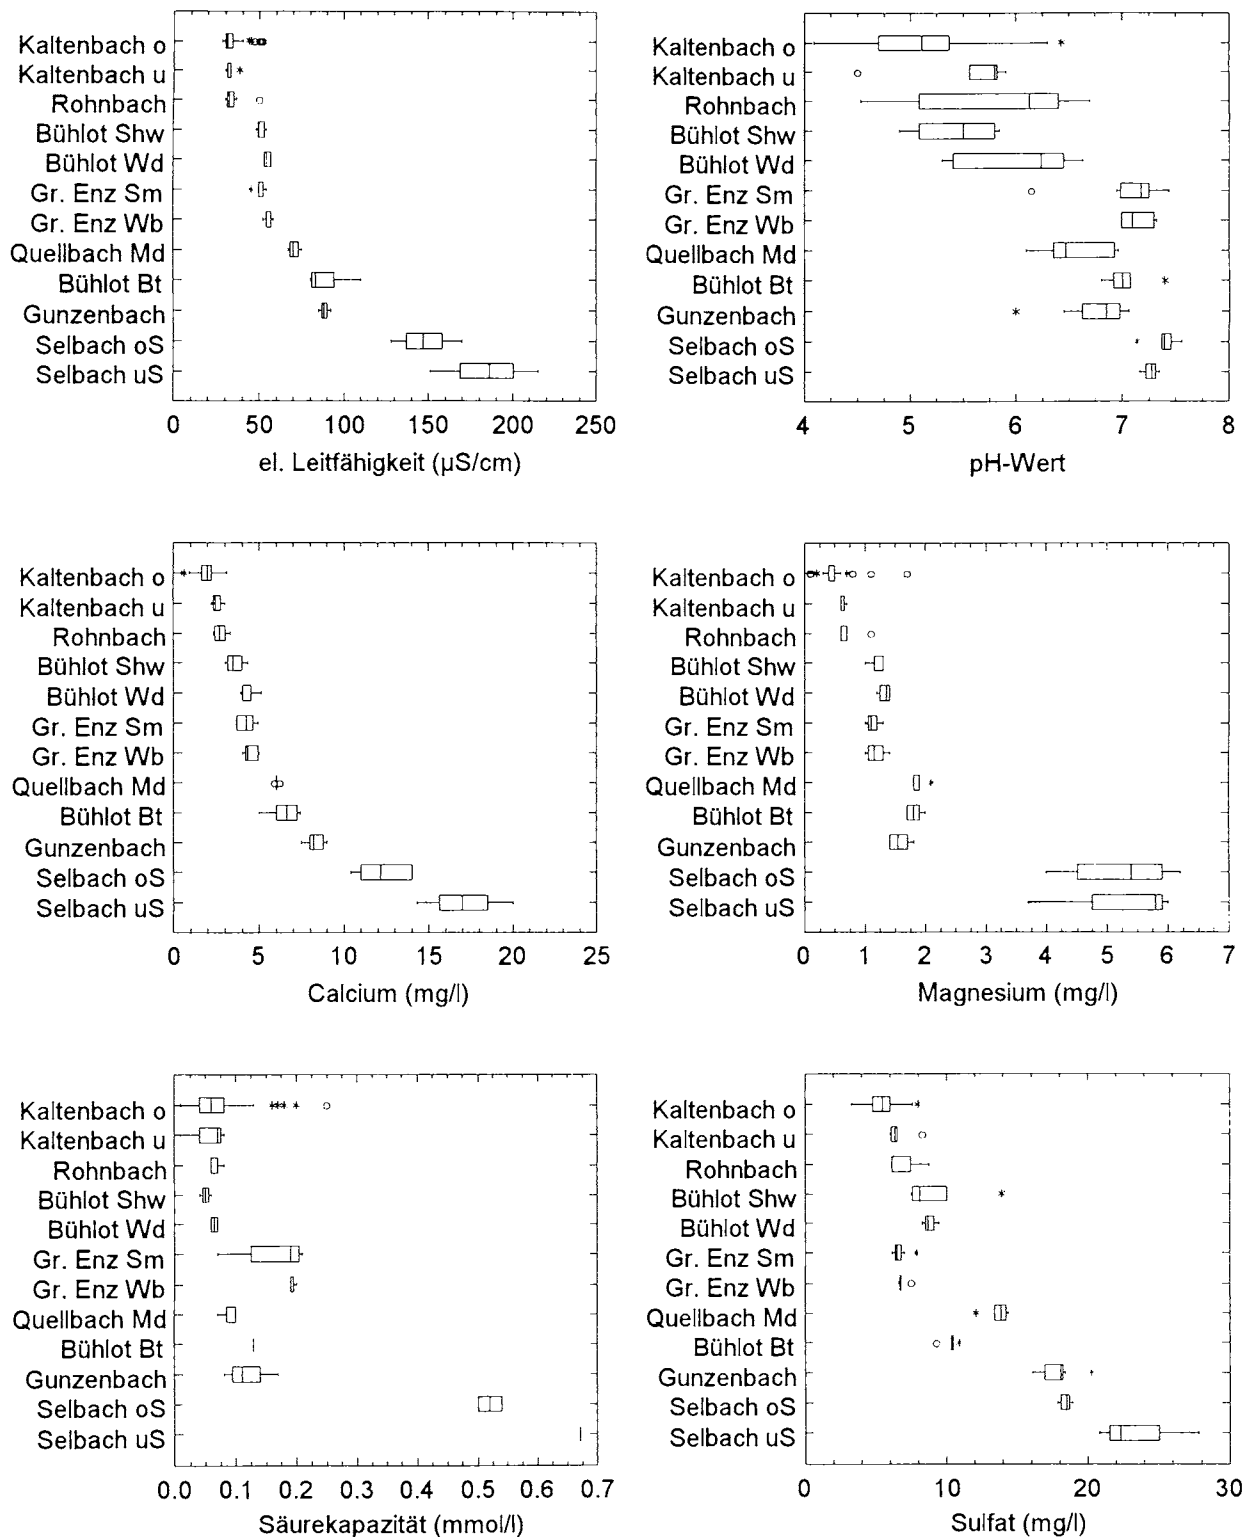 Kaltenbach o
Kaltenbach u
Rohnbach
Bühlot Shw
Bühlot Wd
Gr. Enz Sm
Gr. Enz Wb
Quellbach Md
Bühlot Bt
Gunzenbach
Selbach oS
Selbach uS
0 50 100 150 200 250
el. Leitfähigkeit (µS/cm)
Kaltenbach o
Kaltenbach u
Rohnbach
Bühlot Shw
Bühlot Wd
Gr. Enz Sm
Gr. Enz Wb
Quellbach Md
Bühlot Bt
Gunzenbach
Selbach oS
Selbach uS
4 5 6 7 8
pH-Wert
Kaltenbach o
Kaltenbach u
Rohnbach
Bühlot Shw
Bühlot Wd
Gr. Enz Sm
Gr. Enz Wb
Quellbach Md
Bühlot Bt
Gunzenbach
Selbach oS
Selbach uS
0 5 10 15 20 25
Calcium (mg/l)
Kaltenbach o
Kaltenbach u
Rohnbach
Bühlot Shw
Bühlot Wd
Gr. Enz Sm
Gr. Enz Wb
Quellbach Md
Bühlot Bt
Gunzenbach
Selbach oS
Selbach uS
0 1 2 3 4 5 6 7
Magnesium (mg/l)
Kaltenbach o
Kaltenbach u
Rohnbach
Bühlot Shw
Bühlot Wd
Gr. Enz Sm
Gr. Enz Wb
Quellbach Md
Bühlot Bt
Gunzenbach
Selbach oS
Selbach uS
0.0 0.1 0.2 0.3 0.4 0.5 0.6 0.7
Säurekapazität (mmol/l)
Kaltenbach o
Kaltenbach u
Rohnbach
Bühlot Shw
Bühlot Wd
Gr. Enz Sm
Gr. Enz Wb
Quellbach Md
Bühlot Bt
Gunzenbach
Selbach oS
Selbach uS
0 10 20 30
Sulfat (mg/l)